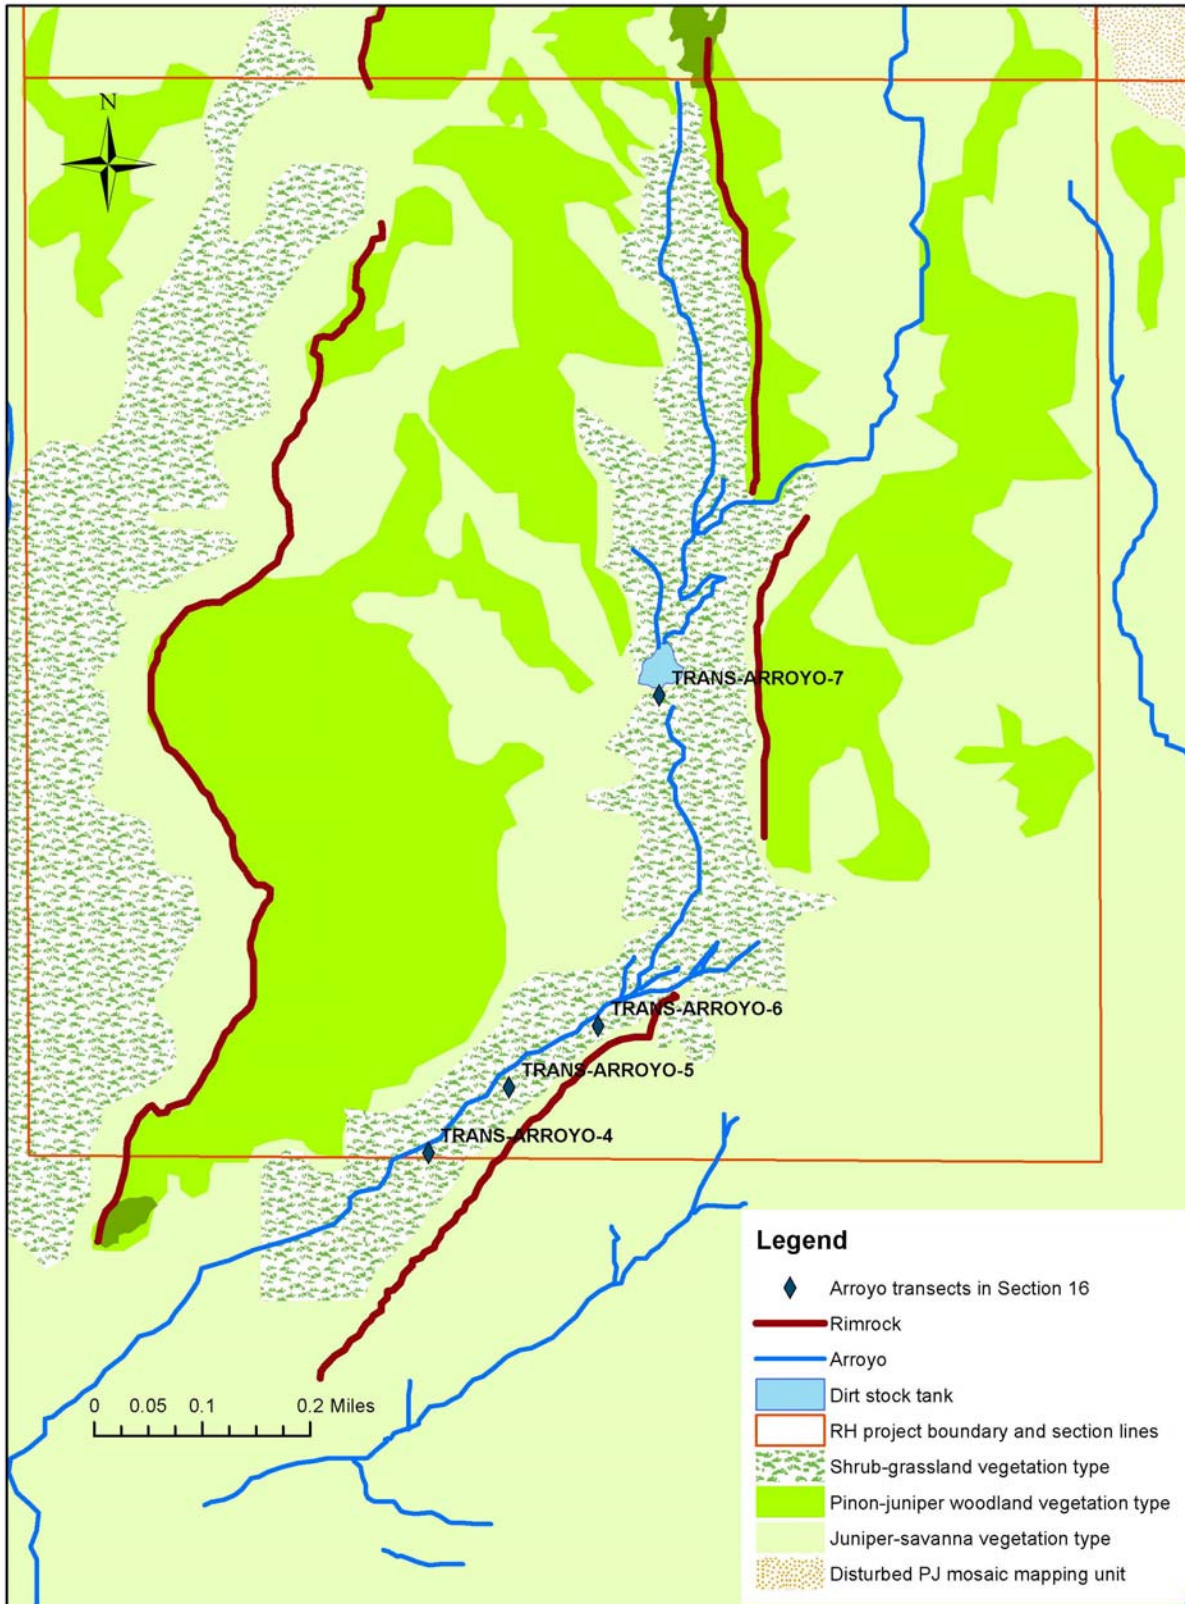 N
TRANS-ARROYO-7
TRANS-ARROYO-6
TRANS-ARROYO-5
TRANS-ARROYO-4
0 0.05 0.1 0.2 Miles
Legend
Arroyo transects in Section 16
Rimrock
Arroyo
Dirt stock tank
RH project boundary and section lines
Shrub-grassland vegetation type
Pinon-juniper woodland vegetation type
Juniper-savanna vegetation type
Disturbed PJ mosaic mapping unit